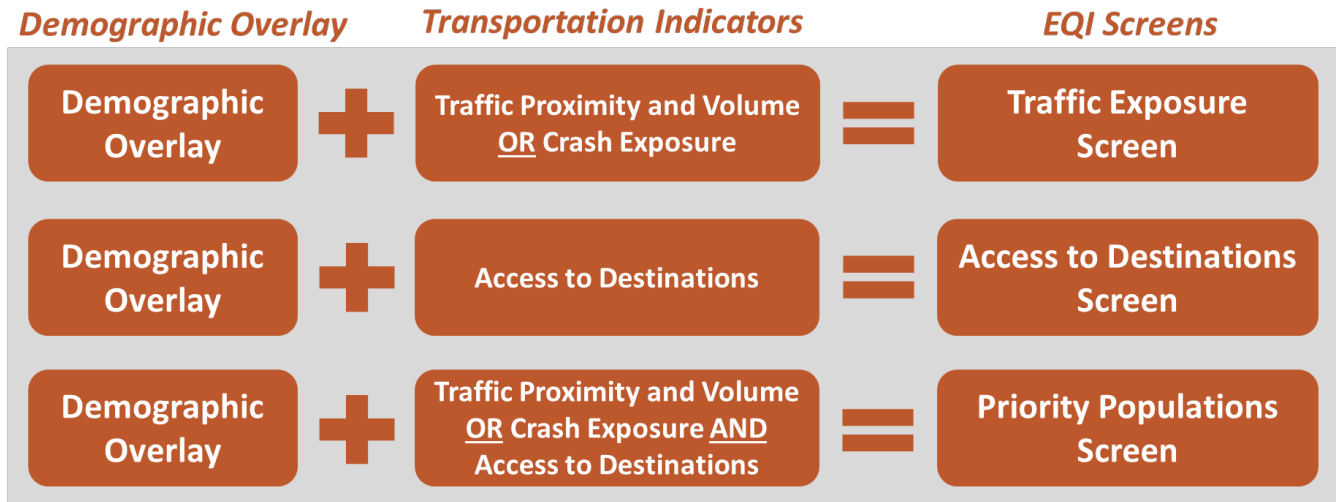 Demographic Overlay
Transportation Indicators
EQI Screens
Demographic
Overlay
Traffic Proximity and Volume
OR Crash Exposure
Traffic Exposure
Screen
Demographic
Overlay
Access to Destinations
Access to Destinations
Screen
Demographic
Overlay
Traffic Proximity and Volume
OR Crash Exposure AND
Access to Destinations
Priority Populations
Screen